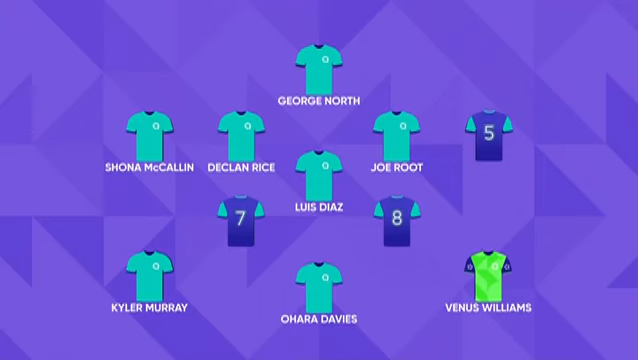 GEORGE NORTH
5
SHONA McCALLIN
DECLAN RICE
JOE ROOT
LUIS DIAZ
7
8
KYLER MURRAY
OHARA DAVIES
VENUS WILLIAMS